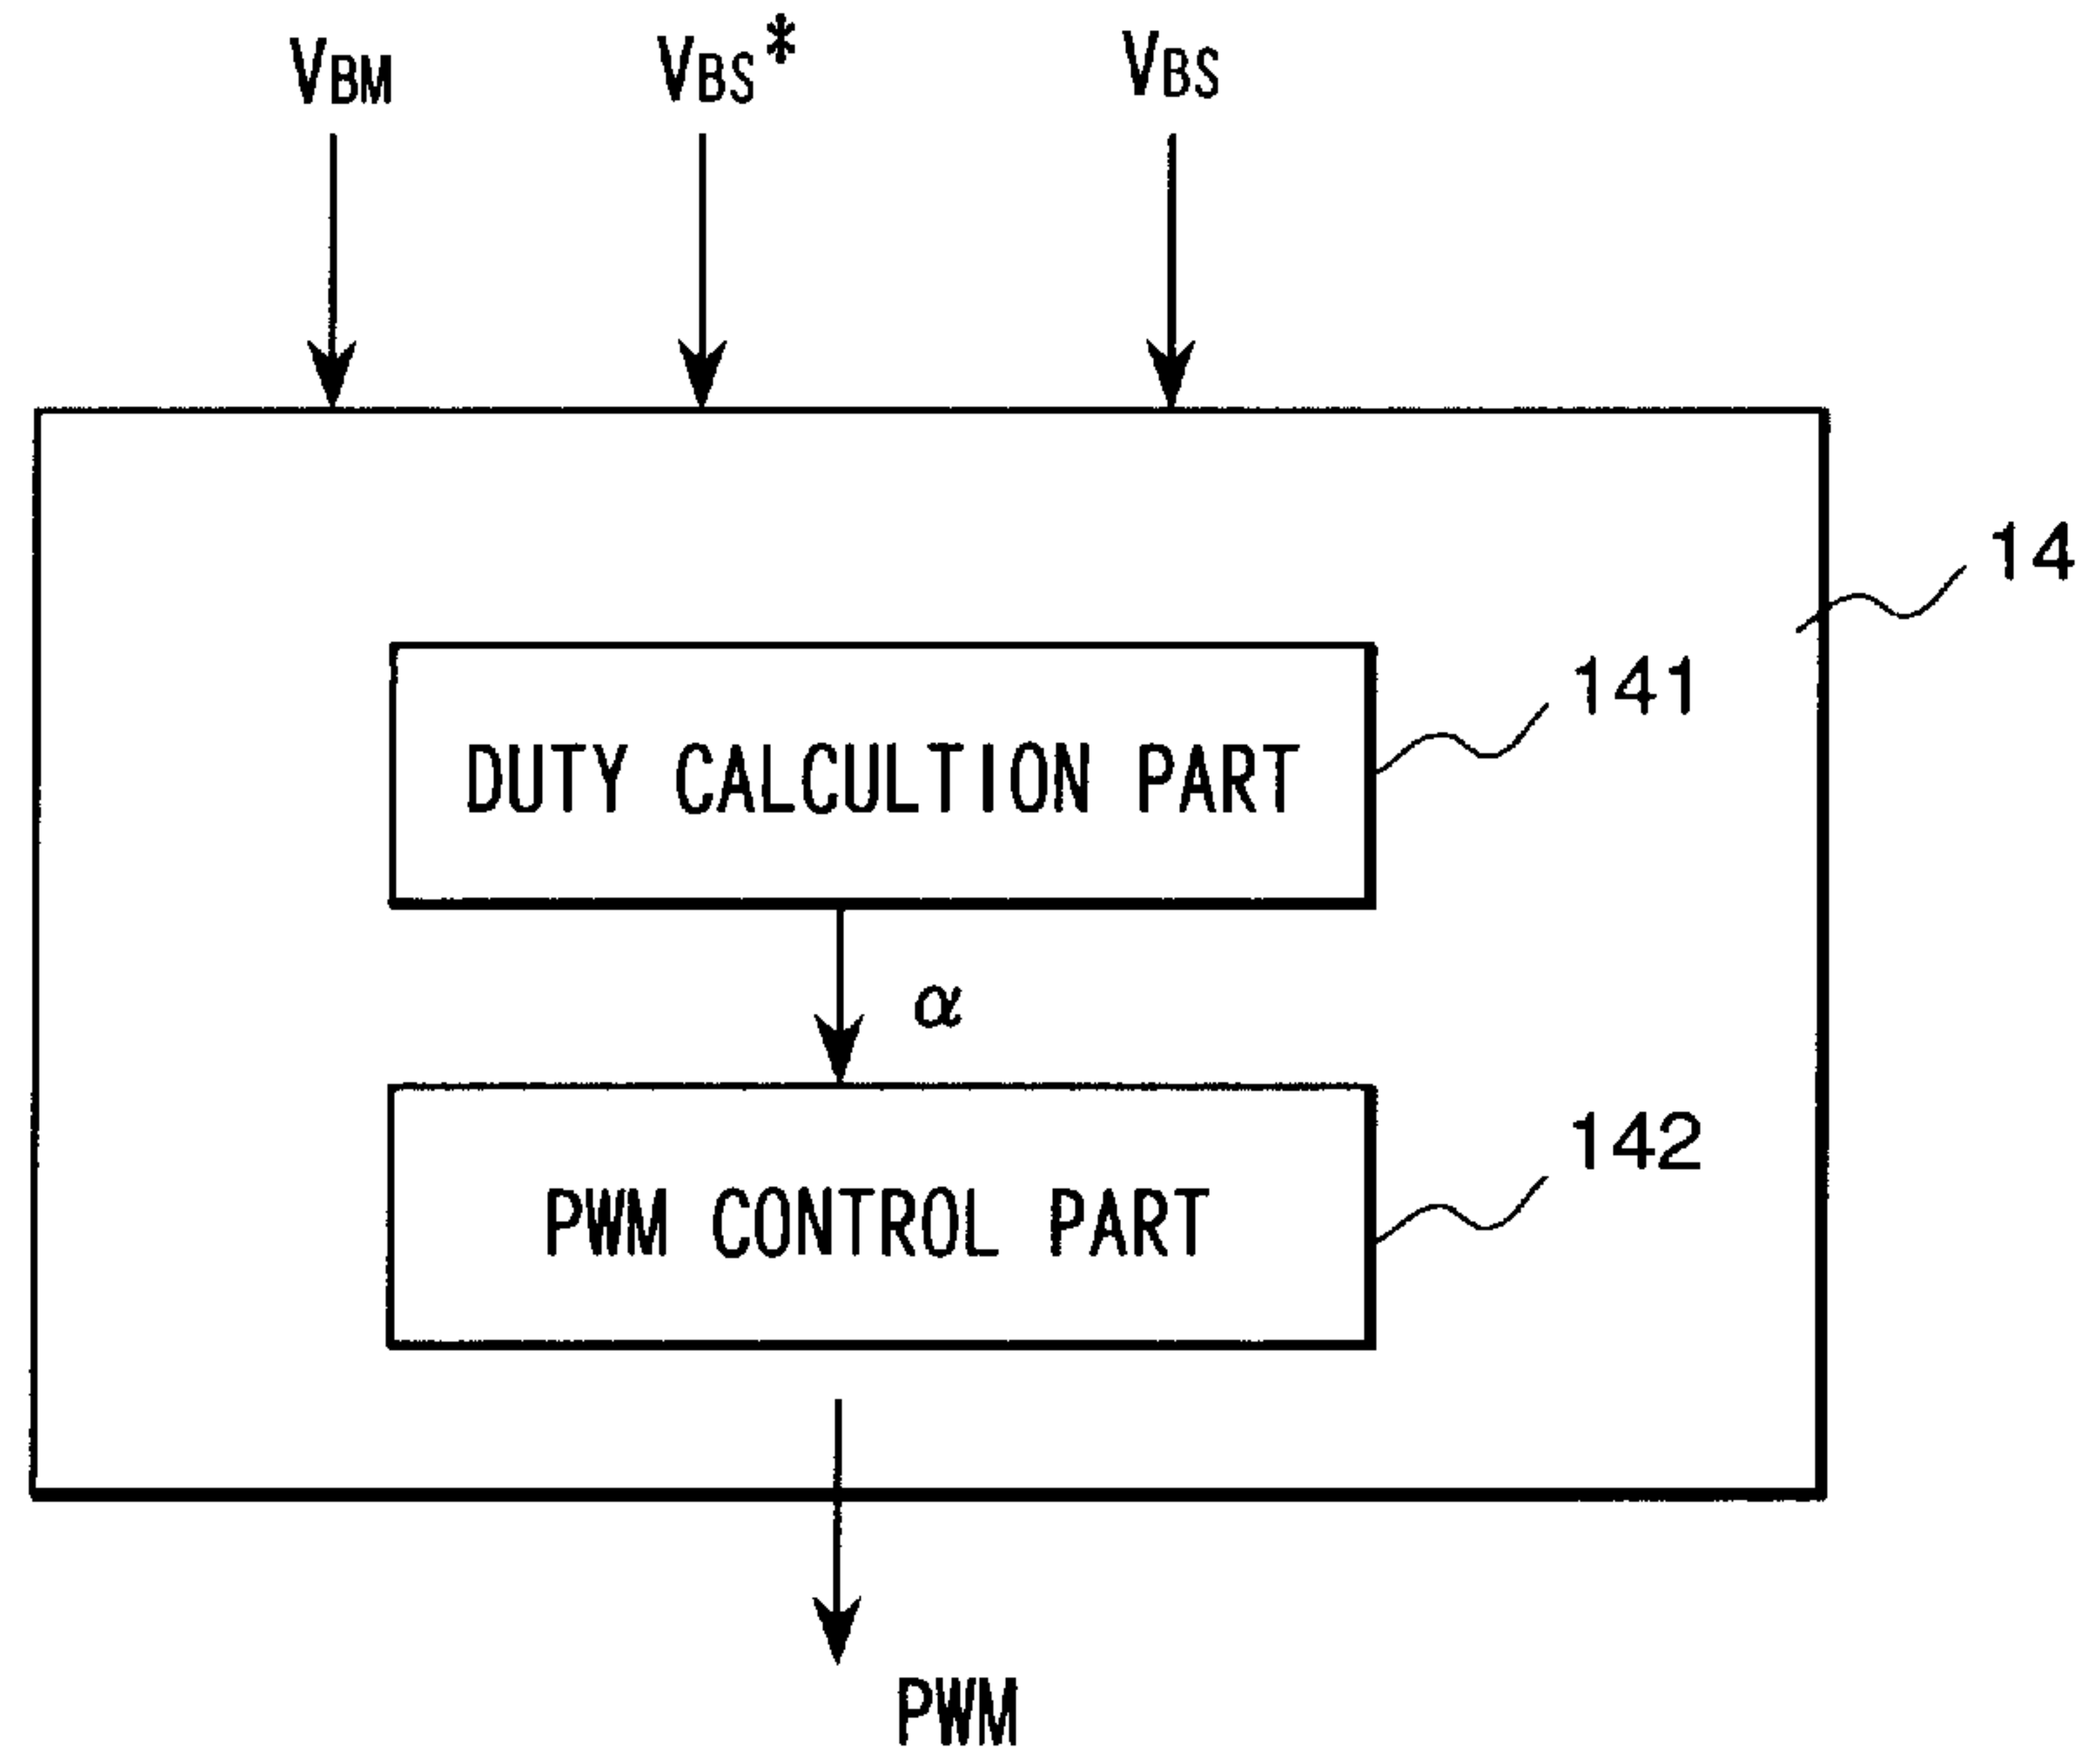 VBM VBS* VBS
14
141
DUTY CALCULTION PART
α
142
PWM CONTROL PART
PWM